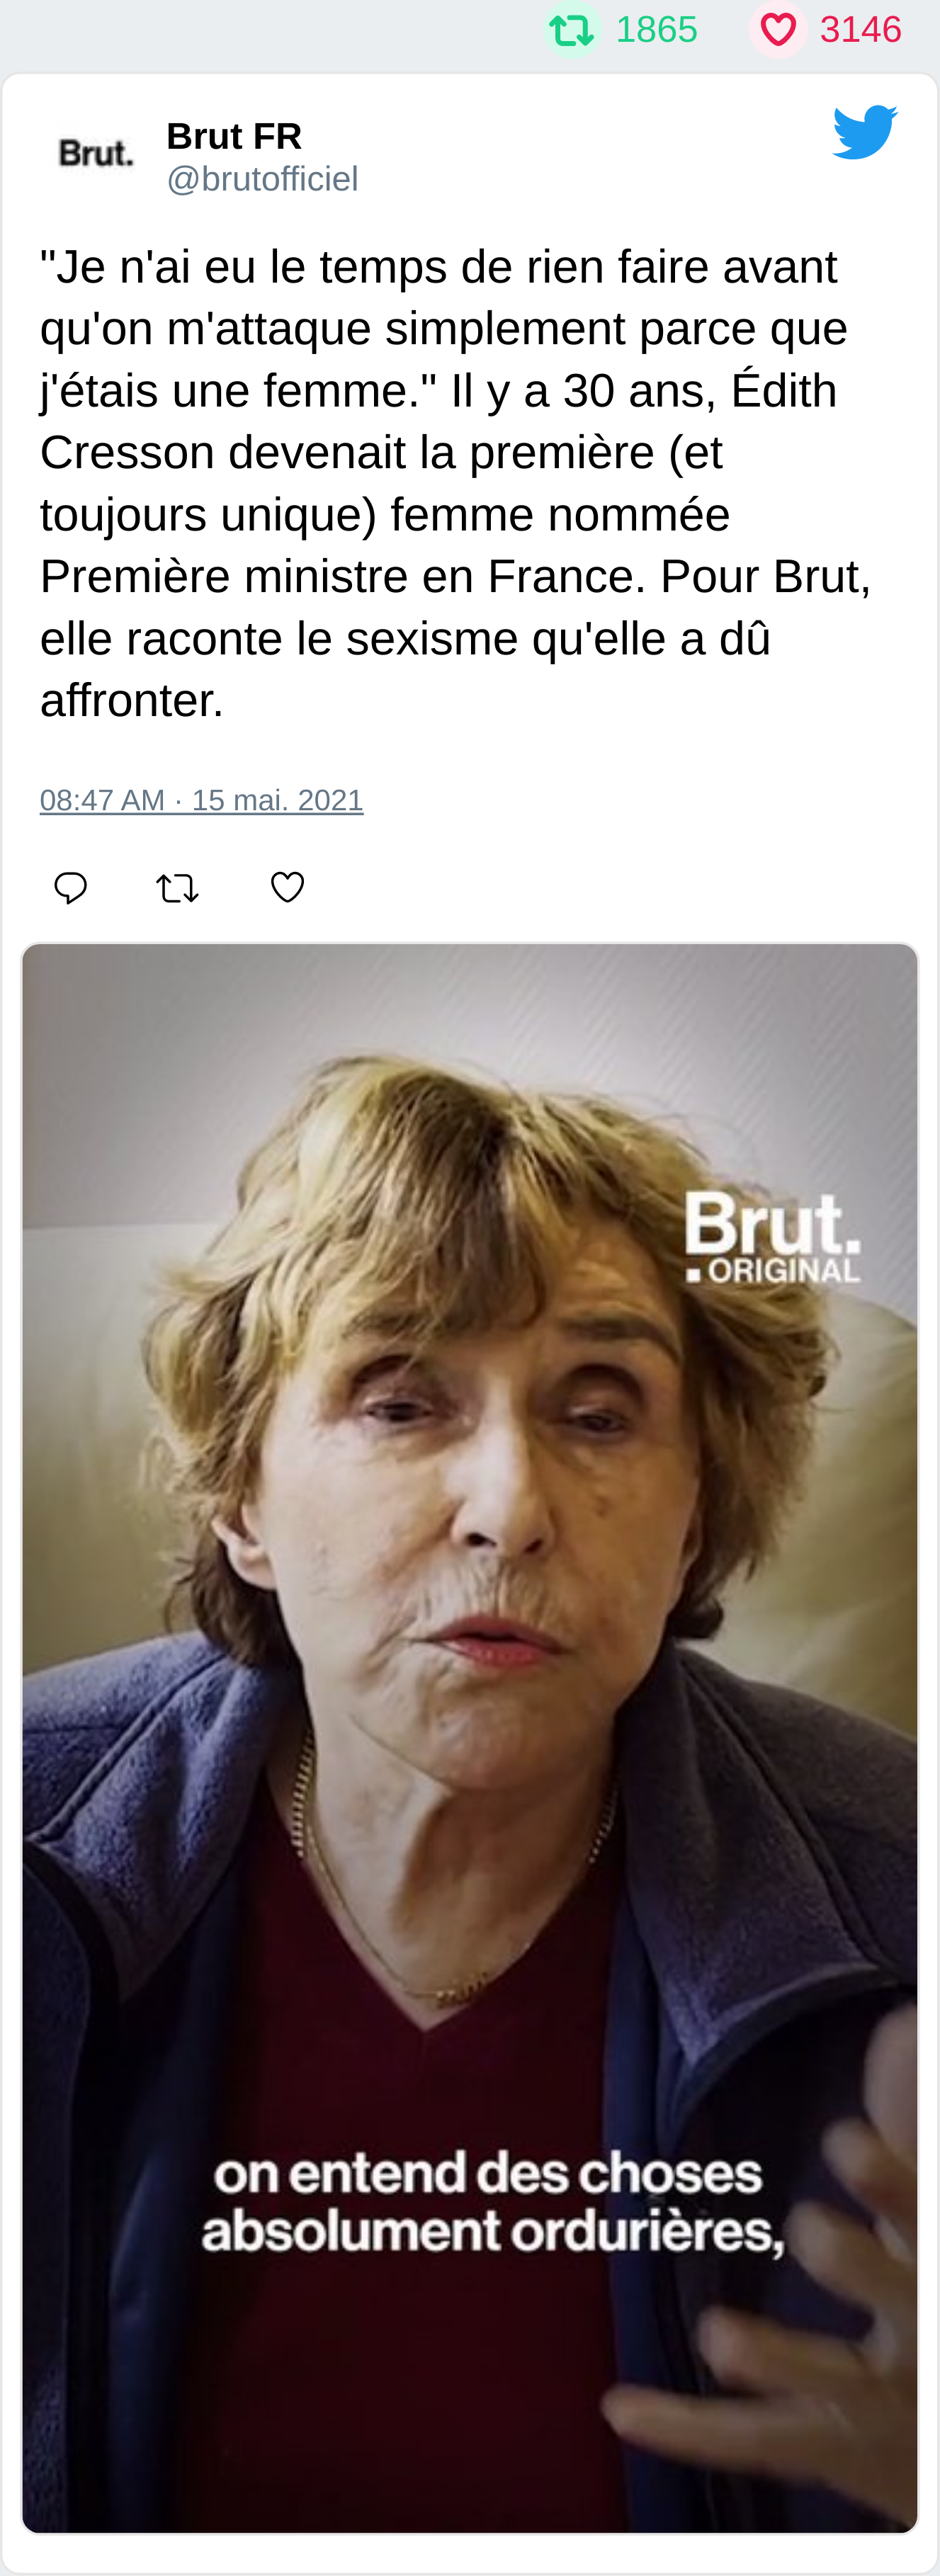 1865 3146
Brut.
Brut FR
@brutofficiel
"Je n'ai eu le temps de rien faire avant
qu'on m'attaque simplement parce que
j'étais une femme." Il y a 30 ans, Édith
Cresson devenait la première (et
toujours unique) femme nommée
Première ministre en France. Pour Brut,
elle raconte le sexisme qu'elle a dû
affronter.
08:47 AM · 15 mai. 2021
Brut.
ORIGINAL
on entend des choses
absolument ordurières,